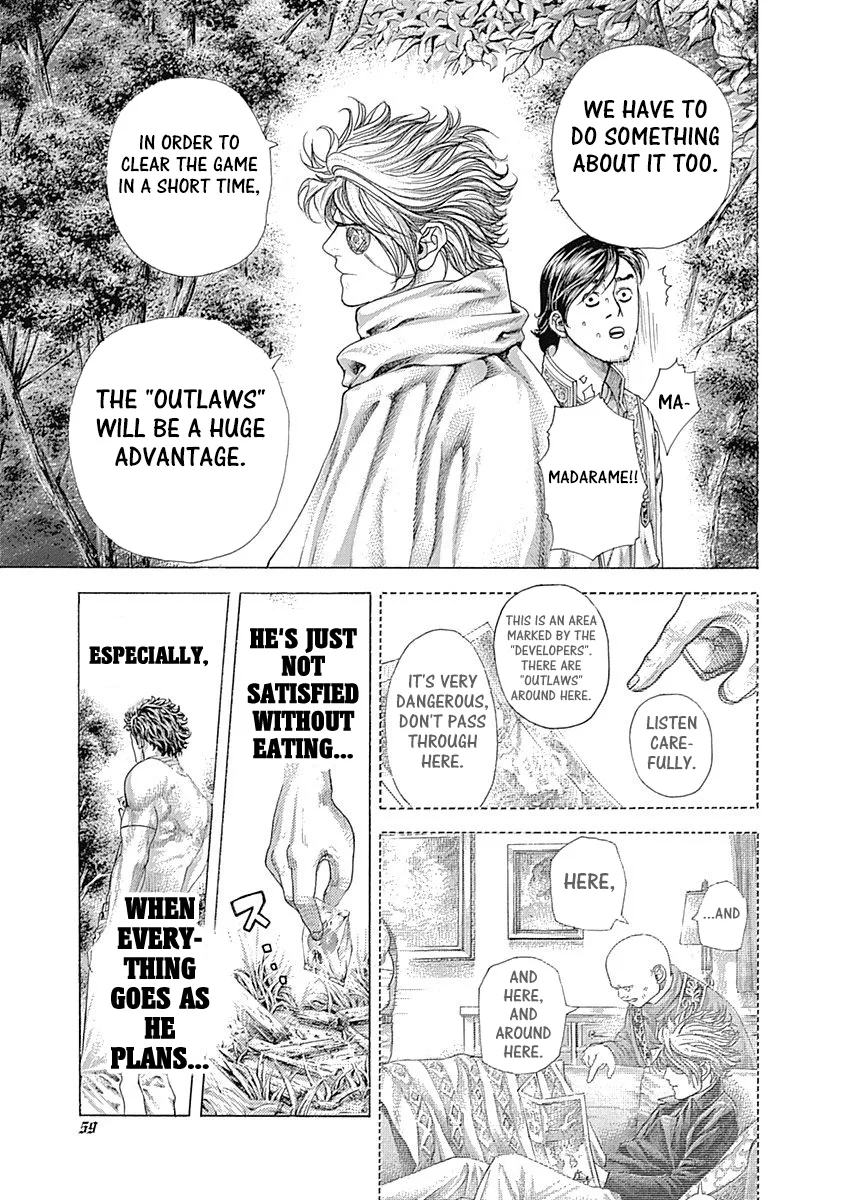 WE HAVE TO
DO SOMETHING
ABOUT IT TOO.
IN ORDER TO
CLEAR THE GAME
IN A SHORT TIME,
MA-
MADARAME!!
THE "OUTLAWS"
WILL BE A HUGE
ADVANTAGE.
LISTEN
CARE-
FULLY.
THIS IS AN AREA
MARKED BY THE
"DEVELOPERS".
THERE ARE
"OUTLAWS"
AROUND HERE.
IT'S VERY
DANGEROUS,
DON'T PASS
THROUGH
HERE.
...AND
HERE,
AND
HERE,
AND
AROUND
HERE.
HE'S JUST
NOT
SATISFIED
WITHOUT
EATING...
ス...
ESPECIALLY,
WHEN
EVERY-
THING
GOES AS
HE
PLANS...
59